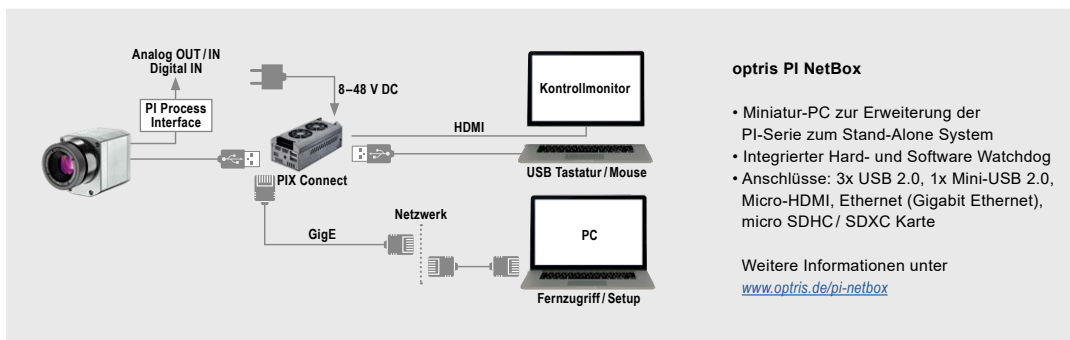 Analog OUT / IN
Digital IN
PI Process
Interface
8–48 V DC
PIX Connect
HDMI
Kontrollmonitor
USB Tastatur / Mouse
GigE
Netzwerk
PC
Fernzugriff / Setup
optris PI NetBox
• Miniatur-PC zur Erweiterung der
PI-Serie zum Stand-Alone System
• Integrierter Hard- und Software Watchdog
• Anschlüsse: 3x USB 2.0, 1x Mini-USB 2.0,
Micro-HDMI, Ethernet (Gigabit Ethernet),
micro SDHC / SDXC Karte
Weitere Informationen unter
www.optris.de/pi-netbox